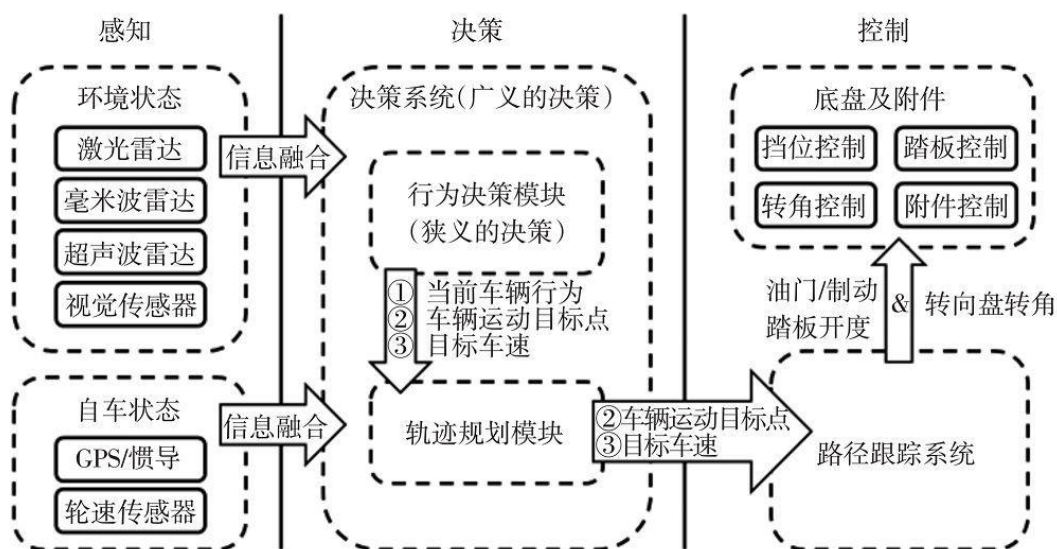 感知
环境状态
激光雷达
毫米波雷达
超声波雷达
视觉传感器
信息融合
自车状态
GPS/惯导
轮速传感器
信息融合
决策
决策系统(广义的决策)
行为决策模块
(狭义的决策)
①当前车辆行为
②车辆运动目标点
③目标车速
轨迹规划模块
②车辆运动目标点
③目标车速
控制
底盘及附件
挡位控制
踏板控制
转角控制
附件控制
油门/制动
踏板开度
&
转向盘转角
路径跟踪系统